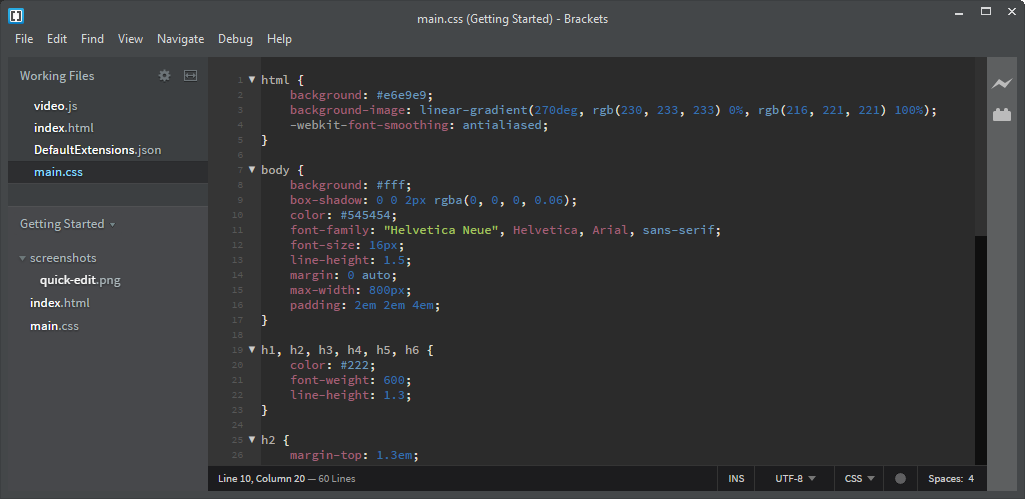 main.css (Getting Started) - Brackets
File Edit Find View Navigate Debug Help
Working Files
video.js
index.html
DefaultExtensions.json
main.css
Getting Started
screenshots
quick-edit.png
index.html
main.css
1 html {
2 background: #e6e9e9;
3 background-image: linear-gradient(270deg, rgb(230, 233, 233) 0%, rgb(216, 221, 221) 100%);
4 -webkit-font-smoothing: antialiased;
5 }
6
7 body {
8 background: #fff;
9 box-shadow: 0 0 2px rgba(0, 0, 0, 0.06);
10 color: #545454;
11 font-family: "Helvetica Neue", Helvetica, Arial, sans-serif;
12 font-size: 16px;
13 line-height: 1.5;
14 margin: 0 auto;
15 max-width: 800px;
16 padding: 2em 2em 4em;
17 }
18
19 h1, h2, h3, h4, h5, h6 {
20 color: #222;
21 font-weight: 600;
22 line-height: 1.3;
23 }
24
25 h2 {
26 margin-top: 1.3em;
Line 10, Column 20 — 60 Lines INS UTF-8 CSS Spaces: 4